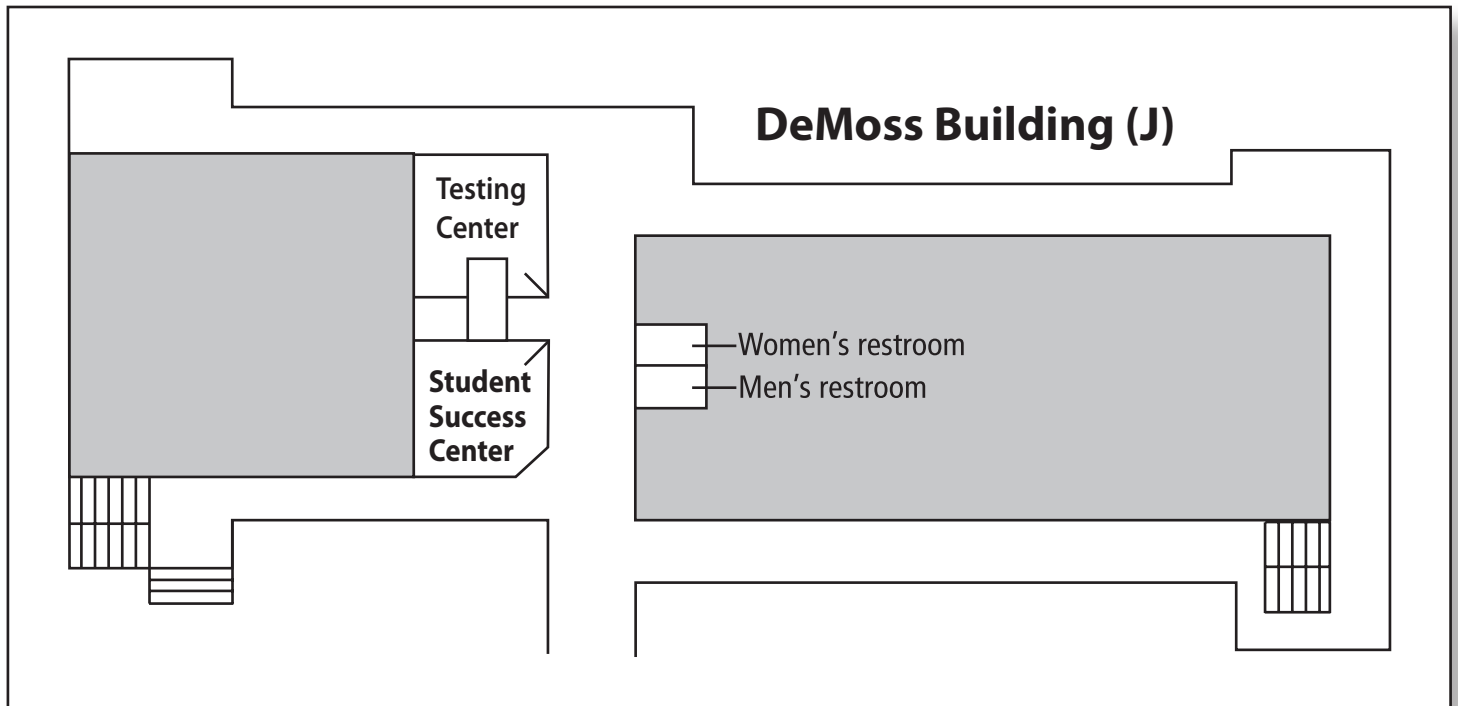 DeMoss Building (J)
Testing
Center
Women's restroom
Men's restroom
Student
Success
Center